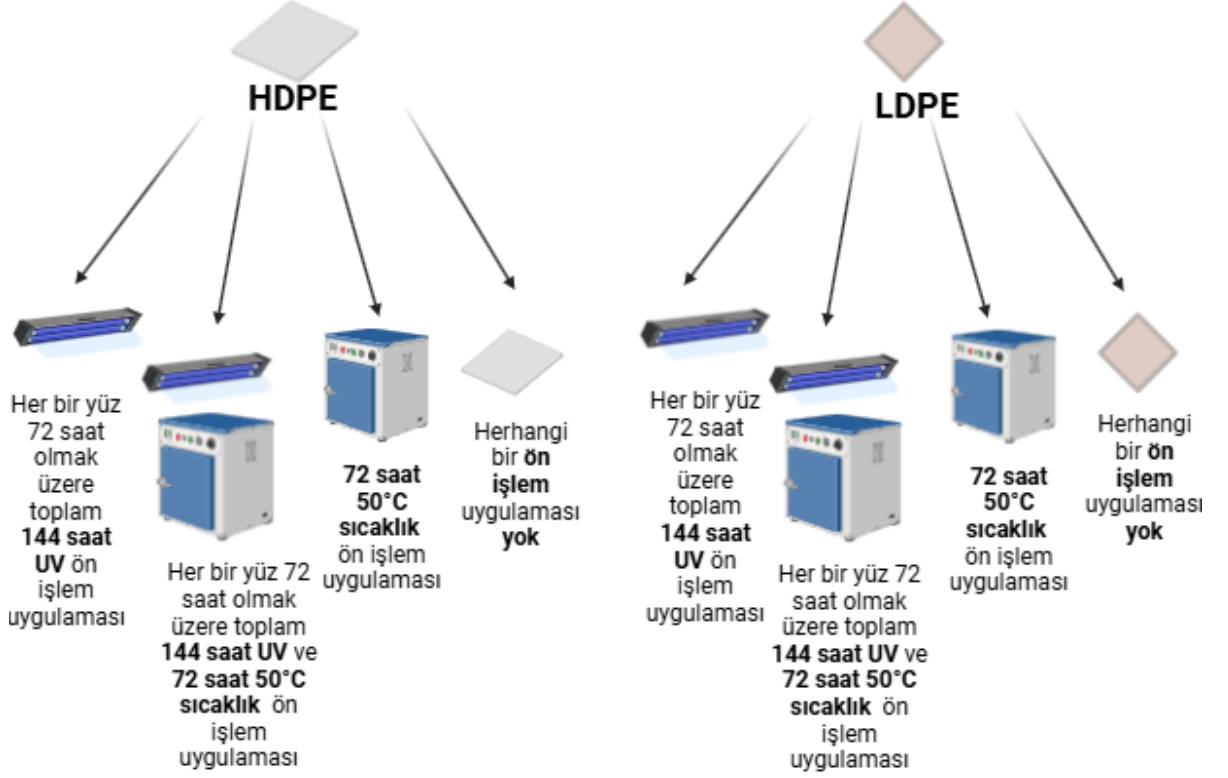 HDPE
Her bir yüz
72 saat
olmak
üzere
toplam
144 saat
UV ön
işlem
uygulaması
Her bir yüz 72
saat olmak
üzere toplam
144 saat UV ve
72 saat 50°C
sıcaklık ön
işlem
uygulaması
72 saat
50°C
sıcaklık
ön işlem
uygulaması
Herhangi
bir ön
işlem
uygulaması
yok
LDPE
Her bir yüz
72 saat
olmak
üzere
toplam
144 saat
UV ön
işlem
uygulaması
Her bir yüz 72
saat olmak
üzere toplam
144 saat UV ve
72 saat 50°C
sıcaklık ön
işlem
uygulaması
72 saat
50°C
sıcaklık
ön işlem
uygulaması
Herhangi
bir ön
işlem
uygulaması
yok